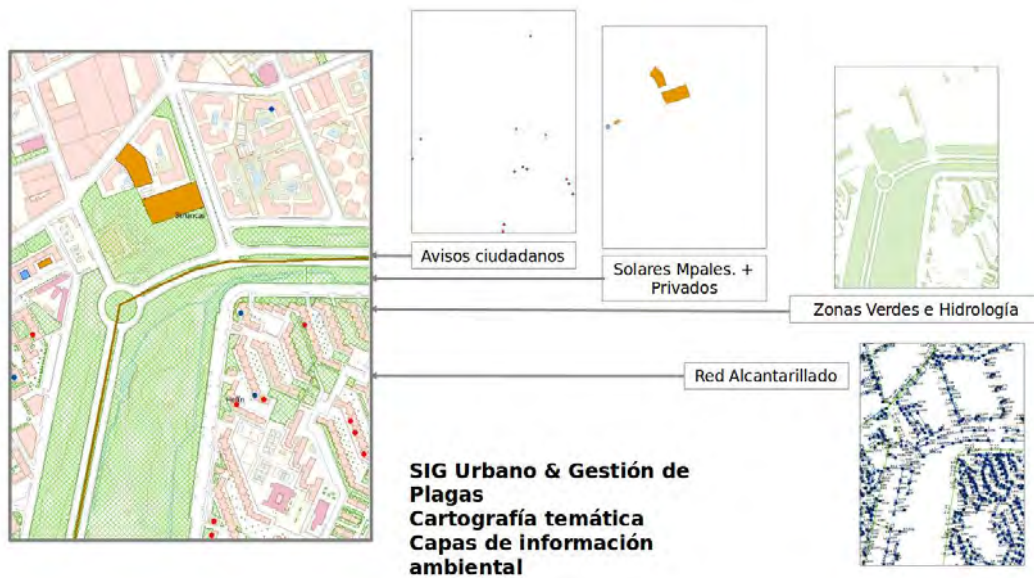 Avisos ciudadanos
Solares Mpales. +
Privados
Zonas Verdes e Hidrología
Red Alcantarillado
SIG Urbano & Gestión de
Plagas
Cartografía temática
Capas de información
ambiental